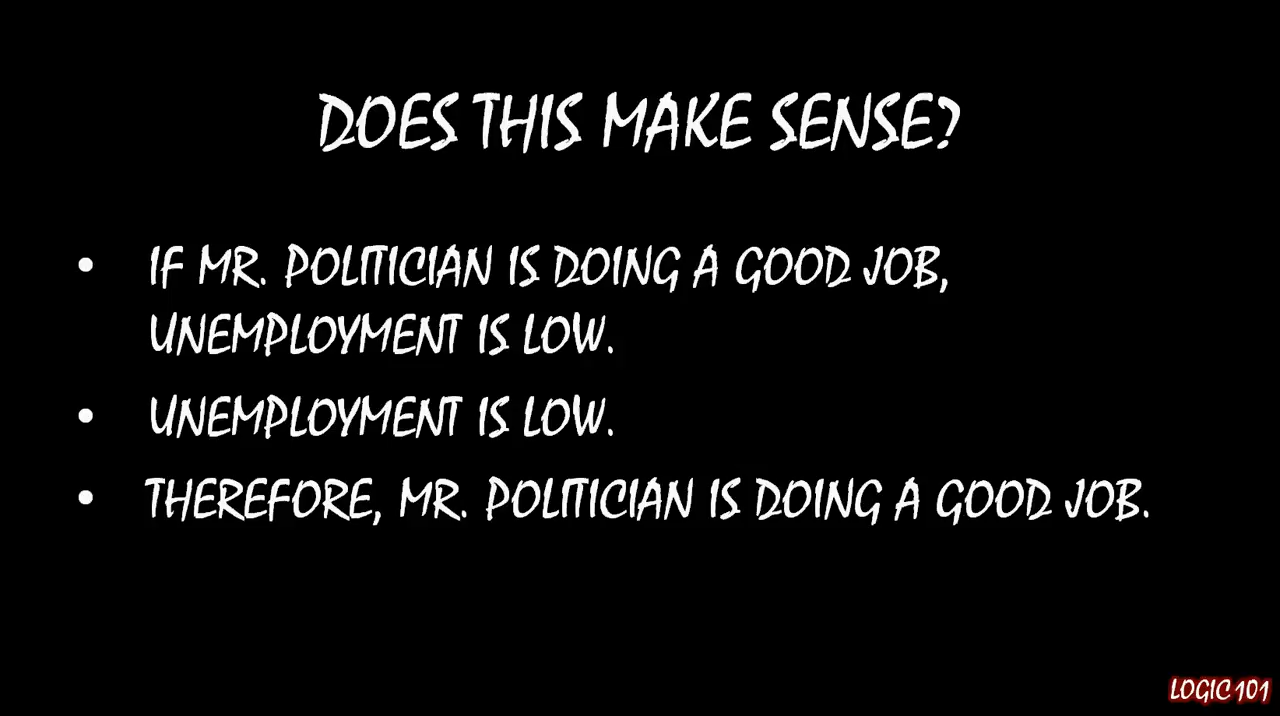 DOES THIS MAKE SENSE?
• IF MR. POLITICIAN IS DOING A GOOD JOB,
UNEMPLOYMENT IS LOW.
• UNEMPLOYMENT IS LOW.
• THEREFORE, MR. POLITICIAN IS DOING A GOOD JOB.
LOGIC 101